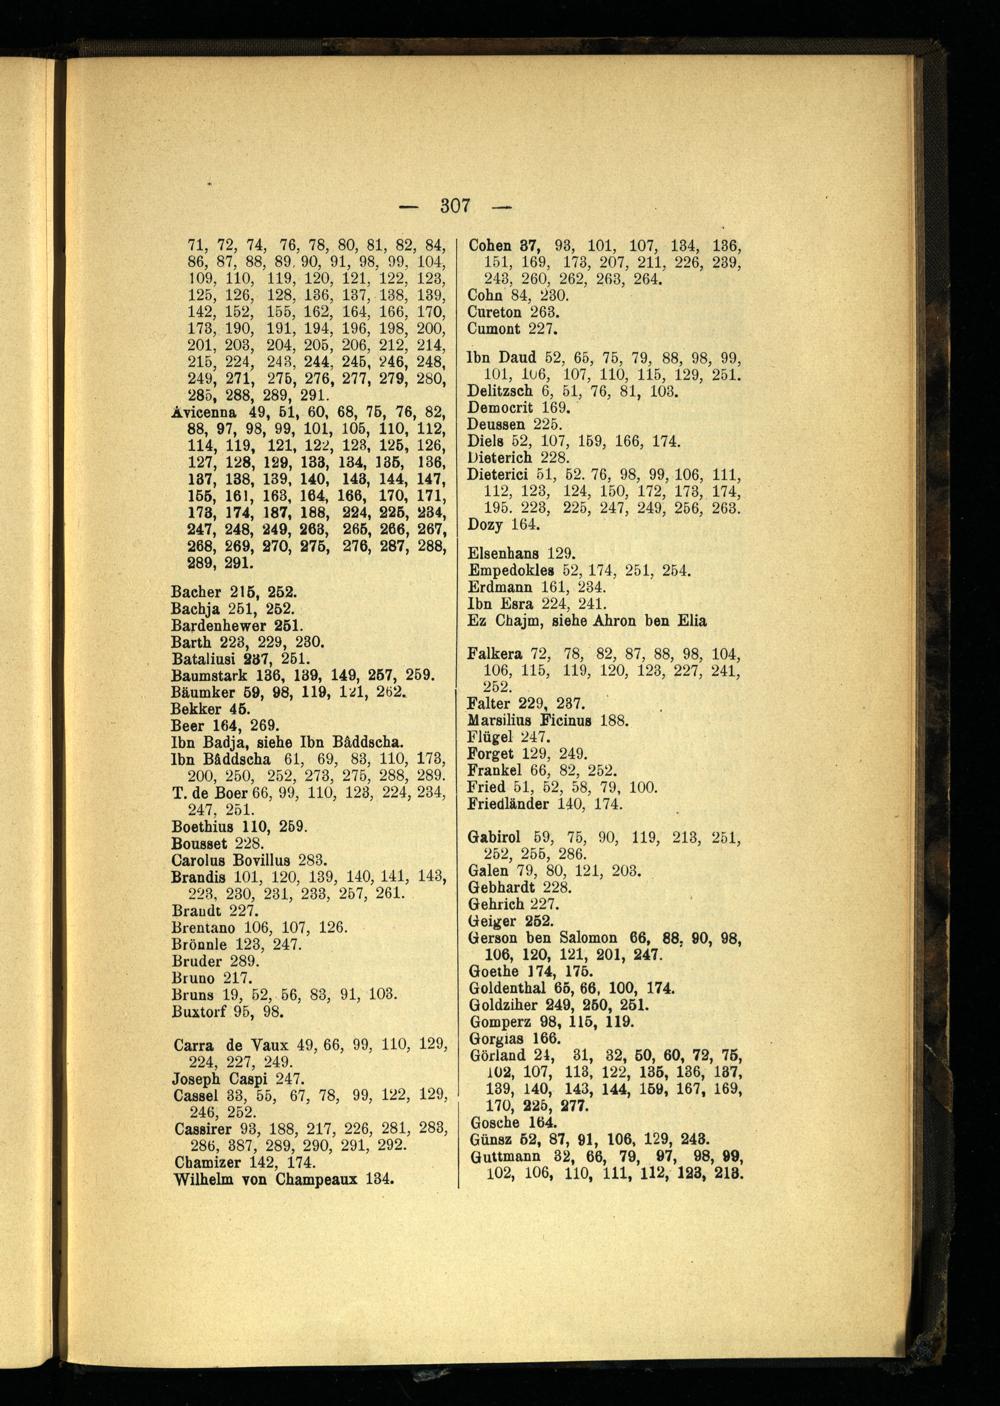 — 307 —
71, 72, 74, 76, 78, 80, 81, 82, 84,
86, 87, 88, 89, 90, 91, 98, 99, 104,
109, 110, 119, 120, 121, 122, 123,
125, 126, 128, 136, 137, 138, 139,
142, 152, 155, 162, 164, 166, 170,
173, 190, 191, 194, 196, 198, 200,
201, 203, 204, 205, 206, 212, 214,
215, 224, 243, 244, 245, 246, 248,
249, 271, 275, 276, 277, 279, 280,
285, 288, 289, 291.
Avicenna 49, 51, 60, 68, 75, 76, 82,
88, 97, 98, 99, 101, 105, 110, 112,
114, 119, 121, 122, 123, 125, 126,
127, 128, 129, 133, 134, 135, 136,
137, 138, 139, 140, 143, 144, 147,
155, 161, 163, 164, 166, 170, 171,
173, 174, 187, 188, 224, 225, 234,
247, 248, 249, 263, 265, 266, 267,
268, 269, 270, 275, 276, 287, 288,
289, 291.
Bacher 215, 252.
Bachja 251, 252.
Bardenhewer 251.
Barth 223, 229, 230.
Bataliusi 237, 251.
Baumstark 136, 139, 149, 257, 259.
Bäumker 59, 98, 119, 121, 262.
Bekker 45.
Beer 164, 269.
Ibn Badja, siehe Ibn Bâddscha.
Ibn Bâddscha 61, 69, 83, 110, 173,
200, 250, 252, 273, 275, 288, 289.
T. de Boer 66, 99, 110, 123, 224, 234,
247, 251.
Boethius 110, 259.
Bousset 228.
Carolus Bovillus 283.
Brandis 101, 120, 139, 140, 141, 143,
223, 230, 231, 233, 257, 261.
Brandt 227.
Brentano 106, 107, 126.
Brönnle 123, 247.
Bruder 289.
Bruno 217.
Bruns 19, 52, 56, 83, 91, 103.
Buxtorf 95, 98.
Carra de Vaux 49, 66, 99, 110, 129,
224, 227, 249.
Joseph Caspi 247.
Cassel 33, 55, 67, 78, 99, 122, 129,
246, 252.
Cassirer 93, 188, 217, 226, 281, 283,
286, 387, 289, 290, 291, 292.
Chamizer 142, 174.
Wilhelm von Champeaux 134.
Cohen 37, 93, 101, 107, 134, 136,
151, 169, 173, 207, 211, 226, 239,
243, 260, 262, 263, 264.
Cohn 84, 230.
Cureton 263.
Cumont 227.
Ibn Daud 52, 65, 75, 79, 88, 98, 99,
101, 106, 107, 110, 115, 129, 251.
Delitzsch 6, 51, 76, 81, 103.
Democrit 169.
Deussen 225.
Diels 52, 107, 159, 166, 174.
Dieterich 228.
Dieterici 51, 52. 76, 98, 99, 106, 111,
112, 123, 124, 150, 172, 173, 174,
195. 223, 225, 247, 249, 256, 263.
Dozy 164.
Elsenhans 129.
Empedokles 52, 174, 251, 254.
Erdmann 161, 234.
Ibn Esra 224, 241.
Ez Chajm, siehe Ahron ben Elia
Falkera 72, 78, 82, 87, 88, 98, 104,
106, 115, 119, 120, 123, 227, 241,
252.
Falter 229, 237.
Marsilius Ficinus 188.
Flügel 247.
Forget 129, 249.
Frankel 66, 82, 252.
Fried 51, 52, 58, 79, 100.
Friedländer 140, 174.
Gabirol 59, 75, 90, 119, 213, 251,
252, 255, 286.
Galen 79, 80, 121, 203.
Gebhardt 228.
Gehrich 227.
Geiger 252.
Gerson ben Salomon 66, 88, 90, 98,
106, 120, 121, 201, 247.
Goethe 174, 175.
Goldenthal 65, 66, 100, 174.
Goldziher 249, 250, 251.
Gomperz 98, 115, 119.
Gorgias 166.
Görland 24, 31, 32, 50, 60, 72, 75,
102, 107, 113, 122, 135, 136, 137,
139, 140, 143, 144, 159, 167, 169,
170, 225, 277.
Gosche 164.
Günsz 52, 87, 91, 106, 129, 243.
Guttmann 32, 66, 79, 97, 98, 99,
102, 106, 110, 111, 112, 123, 213.